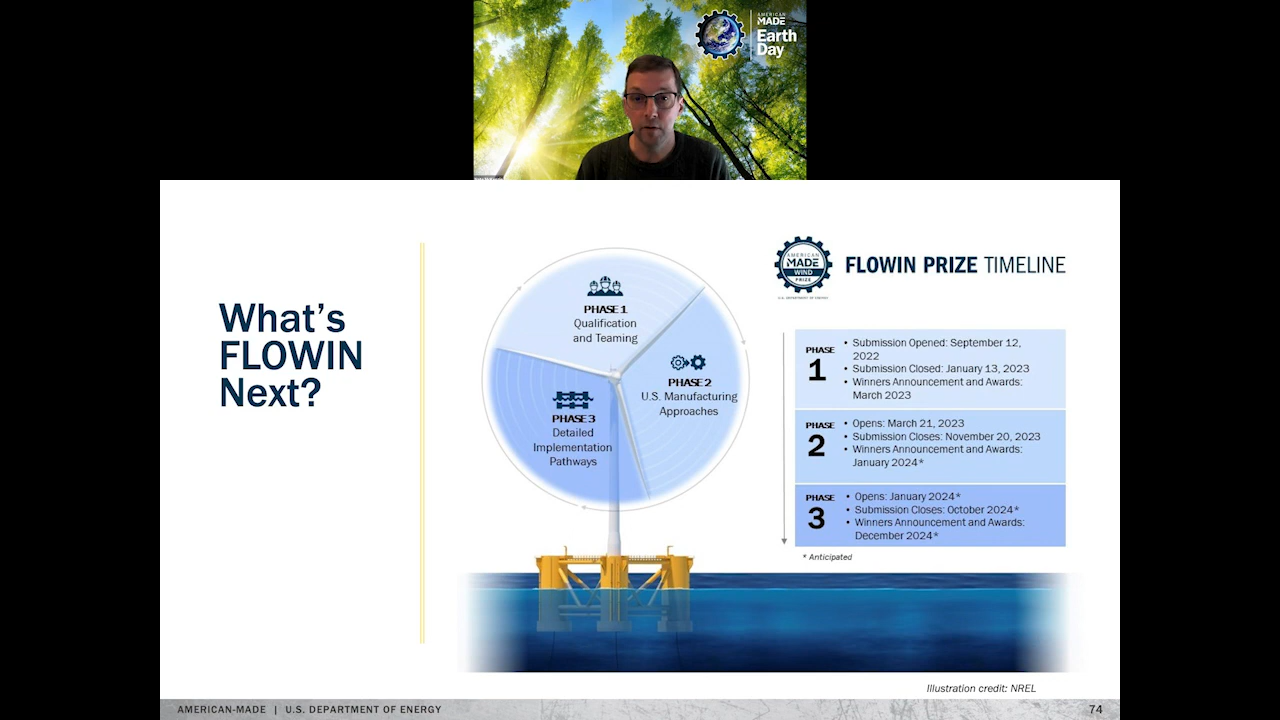 AMERICAN
MADE
Earth
Day
What's
FLOWIN
Next?
PHASE 1
Qualification
and Teaming
PHASE 2
U.S. Manufacturing
Approaches
PHASE 3
Detailed
Implementation
Pathways
AMERICAN
MADE
WIND
PRIZE
U.S. DEPARTMENT OF ENERGY
FLOWIN PRIZE TIMELINE
PHASE
1
• Submission Opened: September 12,
2022
• Submission Closed: January 13, 2023
• Winners Announcement and Awards:
March 2023
PHASE
2
• Opens: March 21, 2023
• Submission Closes: November 20, 2023
• Winners Announcement and Awards:
January 2024*
PHASE
3
• Opens: January 2024*
• Submission Closes: October 2024*
• Winners Announcement and Awards:
December 2024*
* Anticipated
Illustration credit: NREL
AMERICAN-MADE | U.S. DEPARTMENT OF ENERGY
74